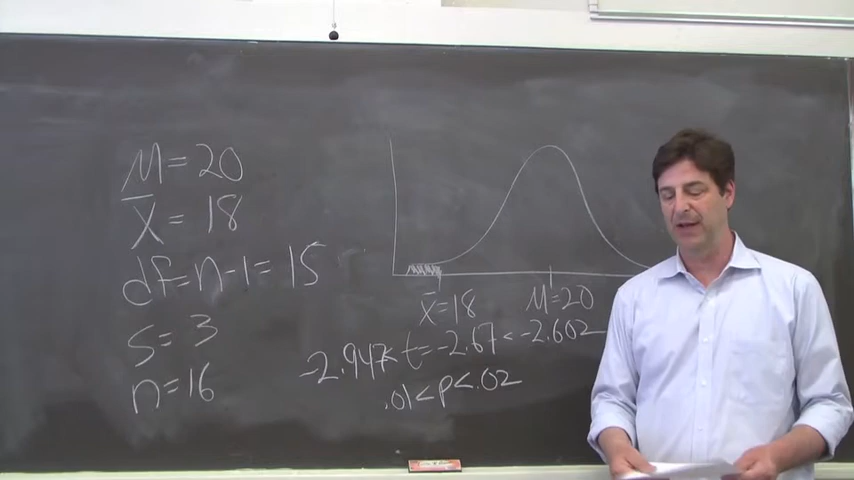 M = 20
X̄ = 18
df = n - 1 = 15
s = 3
n = 16
X̄ = 18
M = 20
-2.947 < t = -2.67 < -2.602
.01 < p < .02